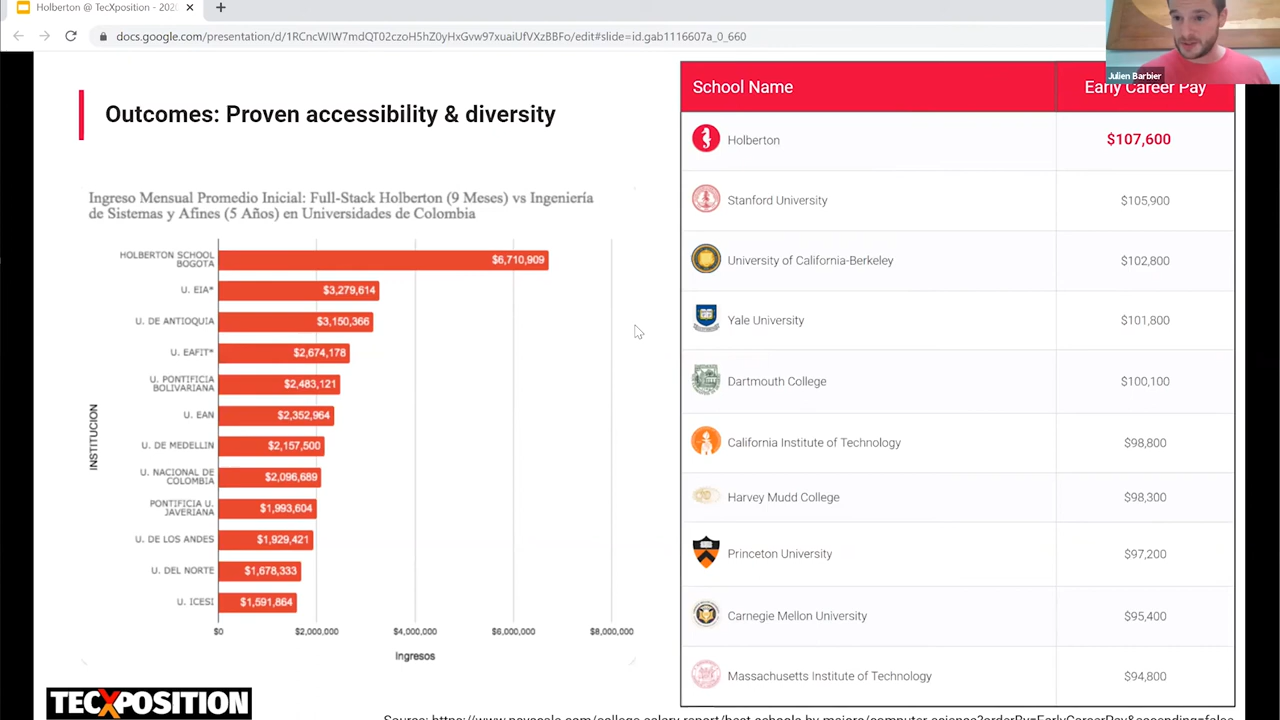 Holberton @ TecXposition - 202
docs.google.com/presentation/d/1RCncWIW7mdQT02czoH5hZ0yHxGvw97xuaiUfVXzBBFo/edit#slide=id.gab1116607a_0_660
Julien Barbier
Outcomes: Proven accessibility & diversity
Ingreso Mensual Promedio Inicial: Full-Stack Holberton (9 Meses) vs Ingeniería
de Sistemas y Afines (5 Años) en Universidades de Colombia
INSTITUCION
HOLBERTON SCHOOL
BOGOTA
$6,710,909
U. EIA* $3,279,614
U. DE ANTIOQUIA $3,150,366
U. EAFIT* $2,674,178
U. PONTIFICIA
BOLIVARIANA
$2,483,121
U. EAN $2,352,964
U. DE MEDELLIN $2,157,500
U. NACIONAL DE
COLOMBIA
$2,096,689
PONTIFICIA U.
JAVERIANA
$1,993,604
U. DE LOS ANDES $1,929,421
U. DEL NORTE $1,678,333
U. ICESI $1,591,864
$0 $2,000,000 $4,000,000 $6,000,000 $8,000,000
Ingresos
TECXPOSITION
School Name Early Career Pay
Holberton $107,600
Stanford University $105,900
University of California-Berkeley $102,800
Yale University $101,800
Dartmouth College $100,100
California Institute of Technology $98,800
Harvey Mudd College $98,300
Princeton University $97,200
Carnegie Mellon University $95,400
Massachusetts Institute of Technology $94,800